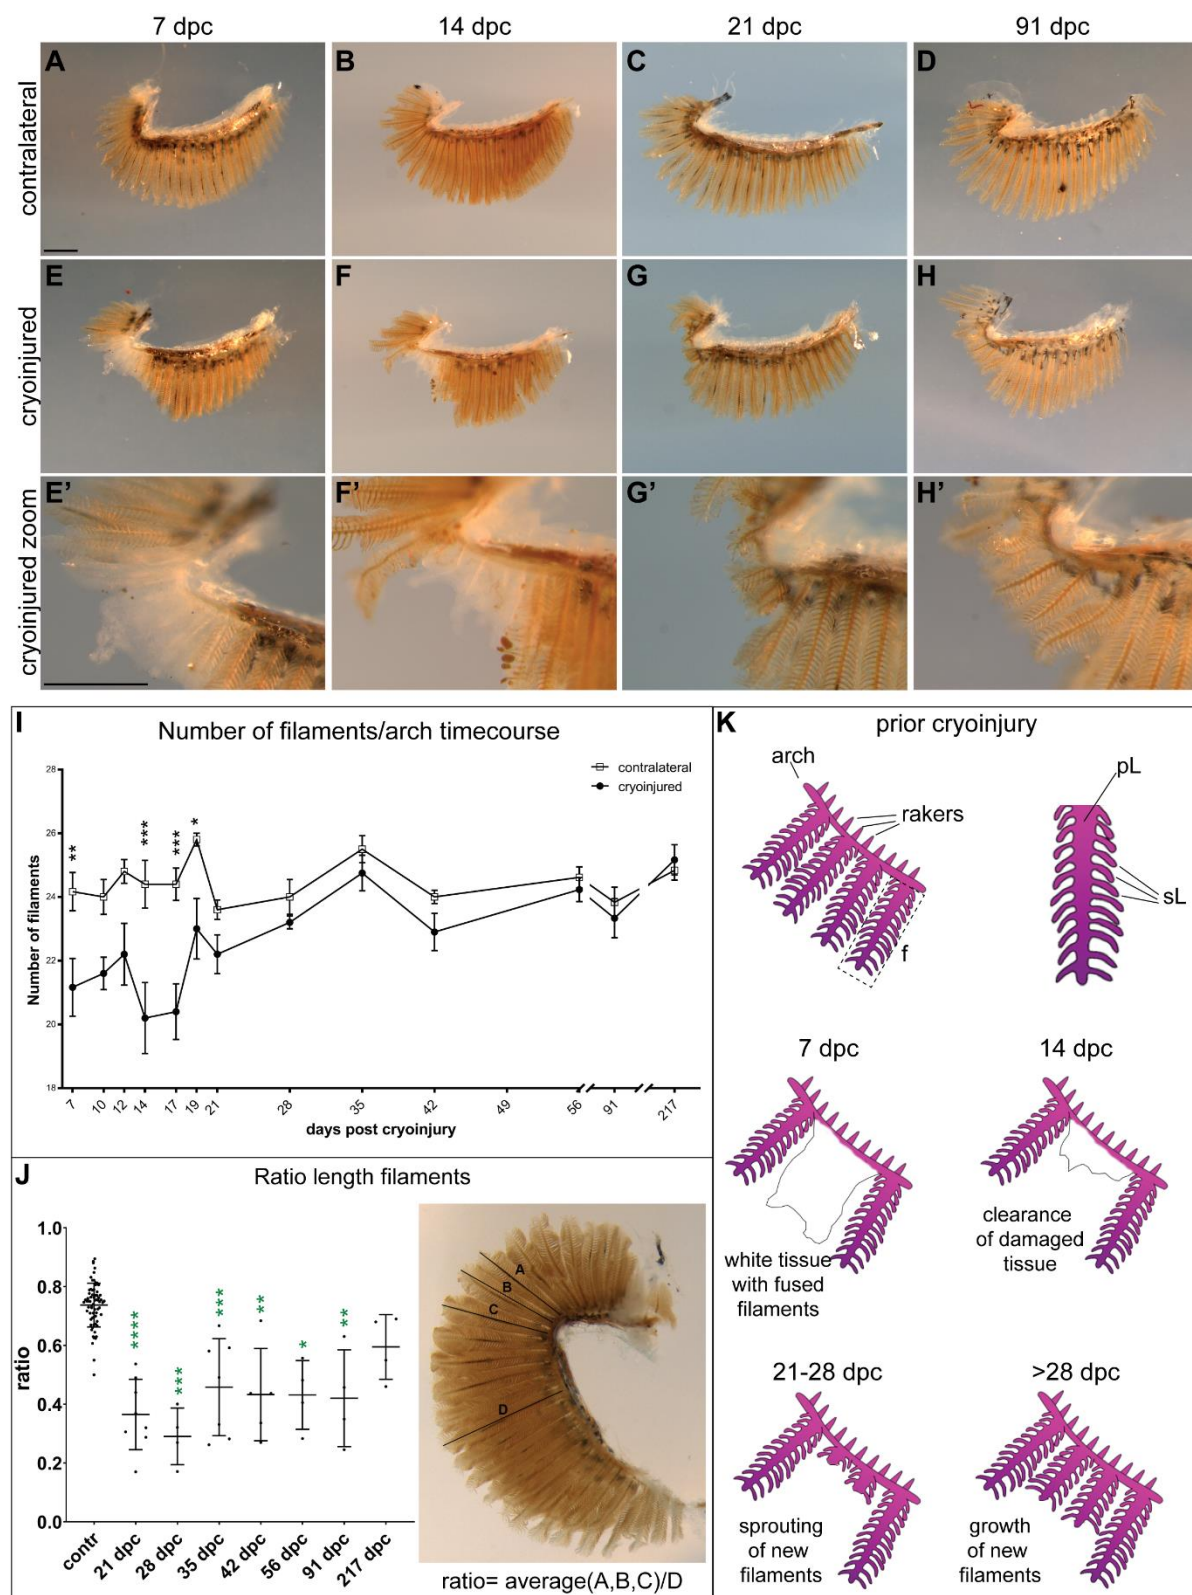 7 dpc
14 dpc
21 dpc
91 dpc
contralateral
A
B
C
D
cryoinjured
E
F
G
H
cryoinjured zoom
E'
F'
G'
H'
I
Number of filaments/arch timecourse
contralateral
cryoinjured
Number of filaments
28
26
24
22
20
18
**
***
***
*
7
10
12
14
17
19
21
28
35
42
49
56
91
217
days post cryoinjury
J
Ratio length filaments
ratio
1.0
0.8
0.6
0.4
0.2
0.0
****
***
***
**
*
**
contr
21 dpc
28 dpc
35 dpc
42 dpc
56 dpc
91 dpc
217 dpc
A
B
C
D
ratio= average(A,B,C)/D
K
prior cryoinjury
arch
rakers
f
pL
sL
7 dpc
white tissue
with fused
filaments
14 dpc
clearance
of damaged
tissue
21-28 dpc
sprouting
of new
filaments
>28 dpc
growth
of new
filaments